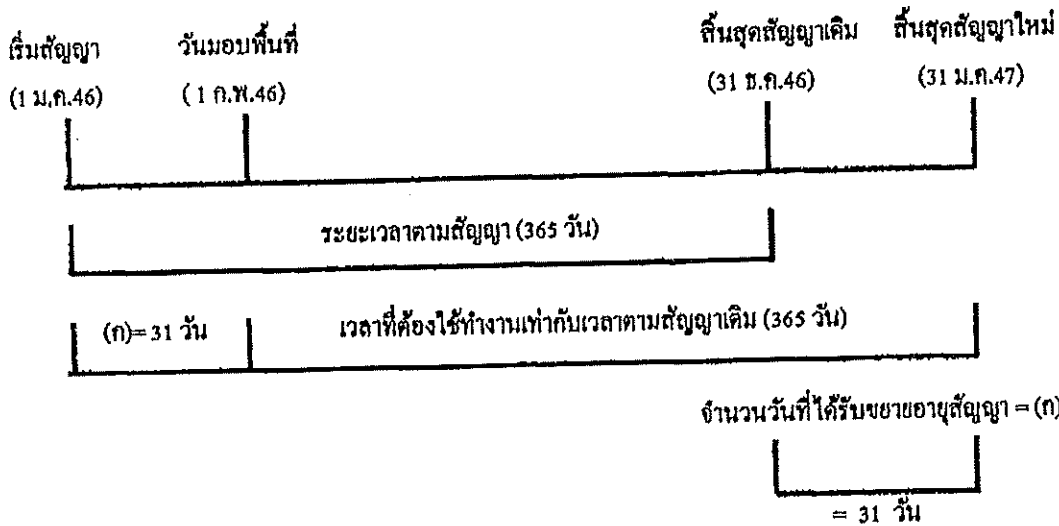 เริ่มสัญญา วันมอบพื้นที่ สิ้นสุดสัญญาเดิม สิ้นสุดสัญญาใหม่
(1 ม.ค.46) ( 1 ก.พ.46) (31 ธ.ค.46) (31 ม.ค.47)
ระยะเวลาตามสัญญา (365 วัน)
(ก)= 31 วัน เวลาที่ต้องใช้ทำงานเท่ากับเวลาตามสัญญาเดิม (365 วัน)
จำนวนวันที่ได้รับขยายอายุสัญญา = (ก)
= 31 วัน